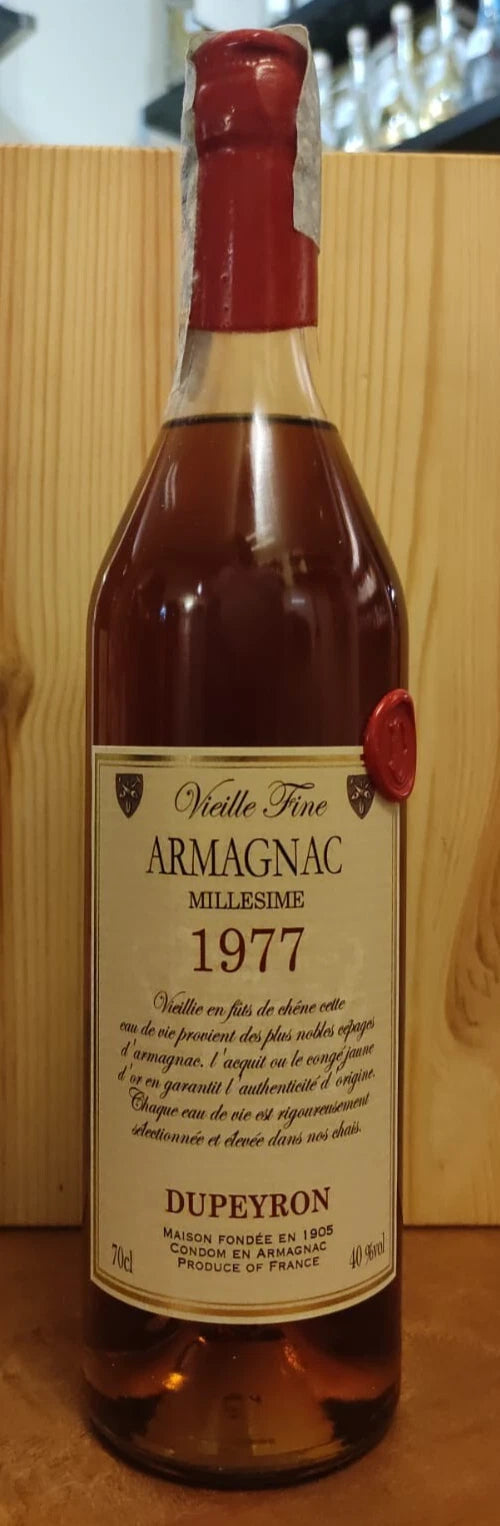 Vieille Fine
ARMAGNAC
MILLESIME
1977
Vieillie en fûts de chêne cette
eau de vie provient des plus nobles cépages
d'armagnac. l'acquit ou le congé jaune
d'or en garantit l'authenticité d'origine.
Chaque eau de vie est rigoureusement
sélectionnée et élevée dans nos chais.
DUPEYRON
MAISON FONDÉE EN 1905
CONDOM EN ARMAGNAC
PRODUCE OF FRANCE
70cl
40 %vol